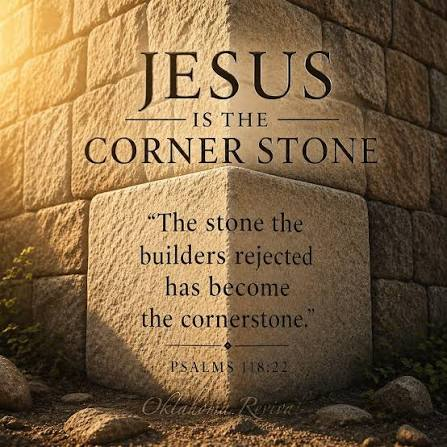 JESUS
IS THE
CORNER STONE
“The stone the
builders rejected
has become
the cornerstone.”
PSALMS 118:22
Oklahoma Revival